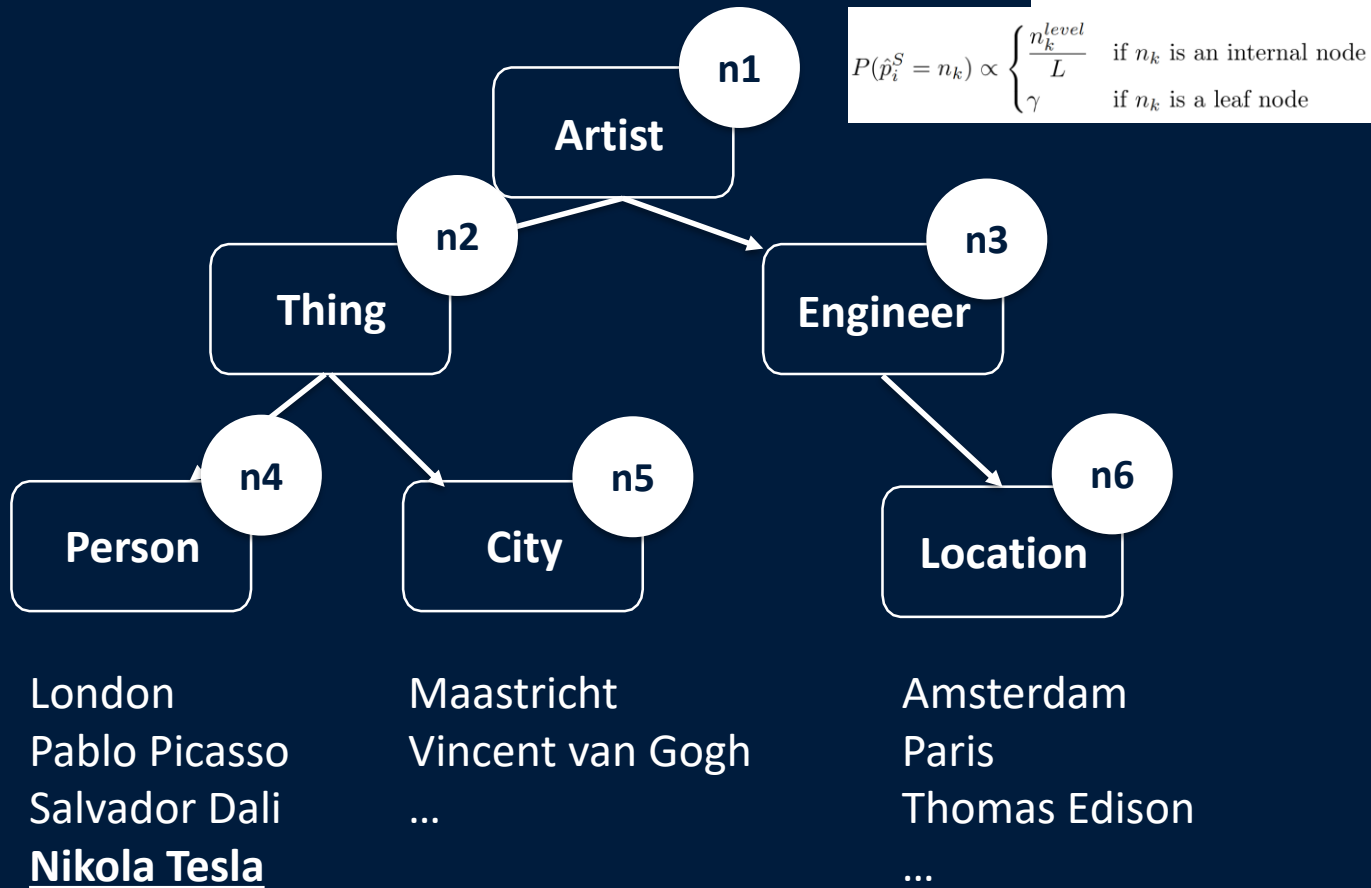 n1
P(p̂_i^S = n_k) ∝ { n_k^{level} / L if n_k is an internal node
γ if n_k is a leaf node
Artist
n2
n3
Thing
Engineer
n4
n5
n6
Person
City
Location
London
Maastricht
Amsterdam
Pablo Picasso
Vincent van Gogh
Paris
Salvador Dali
...
Thomas Edison
Nikola Tesla
...